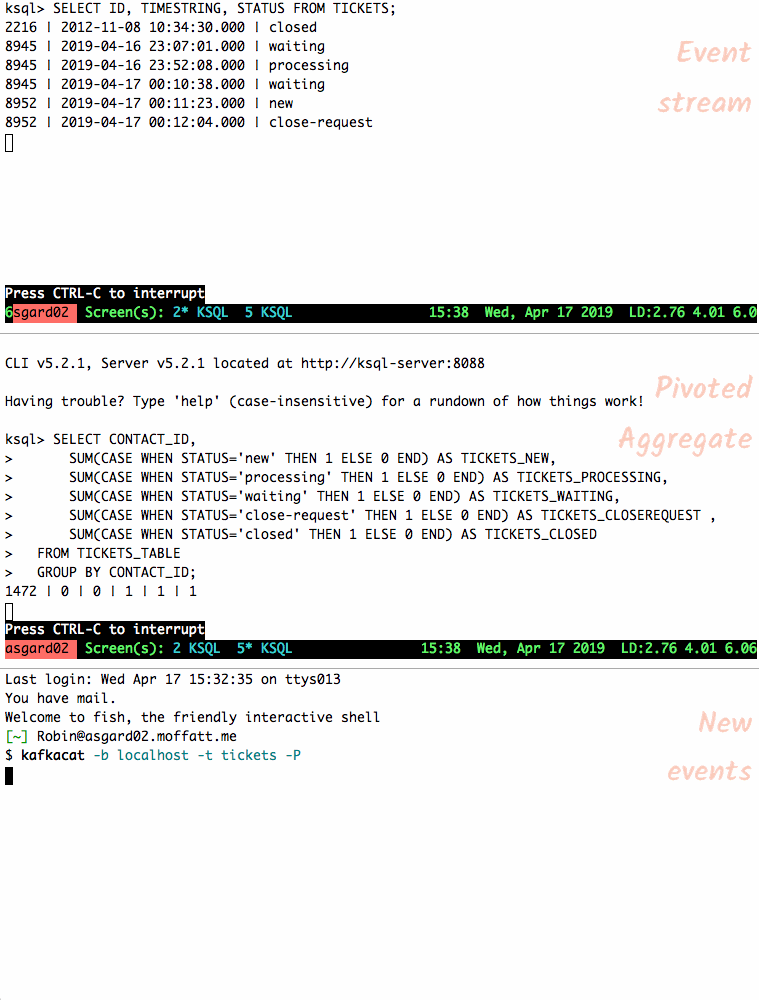 ksql> SELECT ID, TIMESTRING, STATUS FROM TICKETS;
2216 | 2012-11-08 10:34:30.000 | closed
8945 | 2019-04-16 23:07:01.000 | waiting
8945 | 2019-04-16 23:52:08.000 | processing
8945 | 2019-04-17 00:10:38.000 | waiting
8952 | 2019-04-17 00:11:23.000 | new
8952 | 2019-04-17 00:12:04.000 | close-request
Event
stream
Press CTRL-C to interrupt
6sgard02 Screen(s): 2* KSQL 5 KSQL 15:38 Wed, Apr 17 2019 LD:2.76 4.01 6.0
CLI v5.2.1, Server v5.2.1 located at http://ksql-server:8088
Having trouble? Type 'help' (case-insensitive) for a rundown of how things work!
Pivoted
Aggregate
ksql> SELECT CONTACT_ID,
> SUM(CASE WHEN STATUS='new' THEN 1 ELSE 0 END) AS TICKETS_NEW,
> SUM(CASE WHEN STATUS='processing' THEN 1 ELSE 0 END) AS TICKETS_PROCESSING,
> SUM(CASE WHEN STATUS='waiting' THEN 1 ELSE 0 END) AS TICKETS_WAITING,
> SUM(CASE WHEN STATUS='close-request' THEN 1 ELSE 0 END) AS TICKETS_CLOSEREQUEST ,
> SUM(CASE WHEN STATUS='closed' THEN 1 ELSE 0 END) AS TICKETS_CLOSED
> FROM TICKETS_TABLE
> GROUP BY CONTACT_ID;
1472 | 0 | 0 | 1 | 1 | 1
Press CTRL-C to interrupt
asgard02 Screen(s): 2 KSQL 5* KSQL 15:38 Wed, Apr 17 2019 LD:2.76 4.01 6.06
Last login: Wed Apr 17 15:32:35 on ttys013
You have mail.
Welcome to fish, the friendly interactive shell
[~] Robin@asgard02.moffatt.me
$ kafkacat -b localhost -t tickets -P
New
events